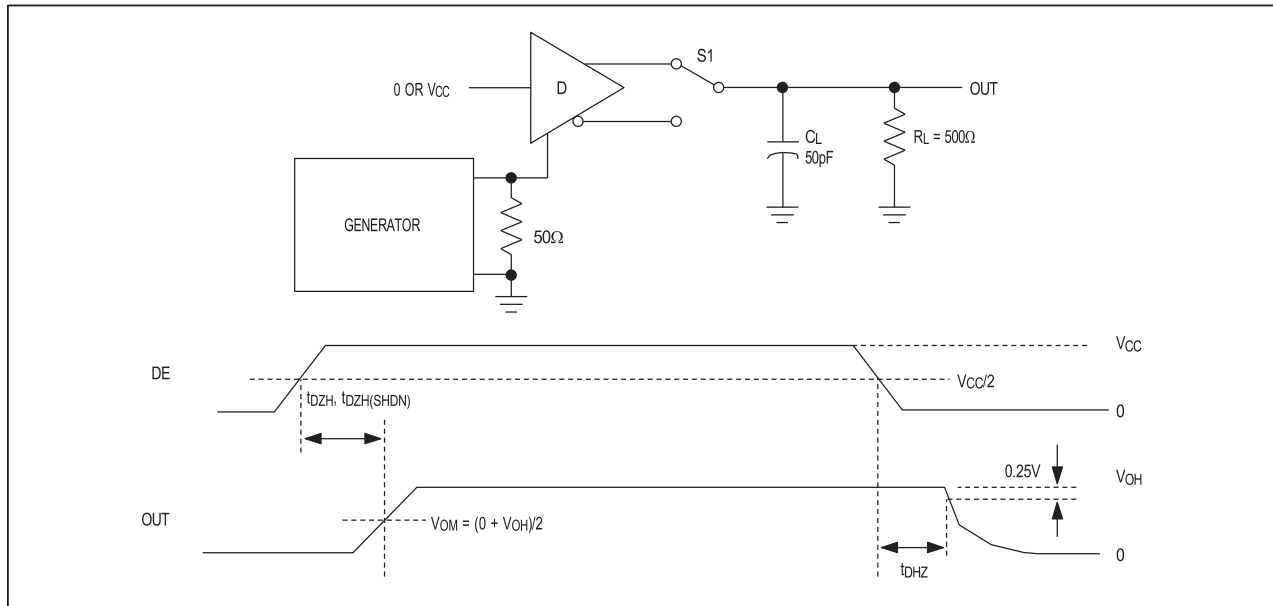 S1
0 OR VCC
D
OUT
CL
50pF
RL = 500Ω
GENERATOR
50Ω
VCC
DE
VCC/2
tDZH, tDZH(SHDN)
0
0.25V
VOH
OUT
VOM = (0 + VOH)/2
0
tDHZ